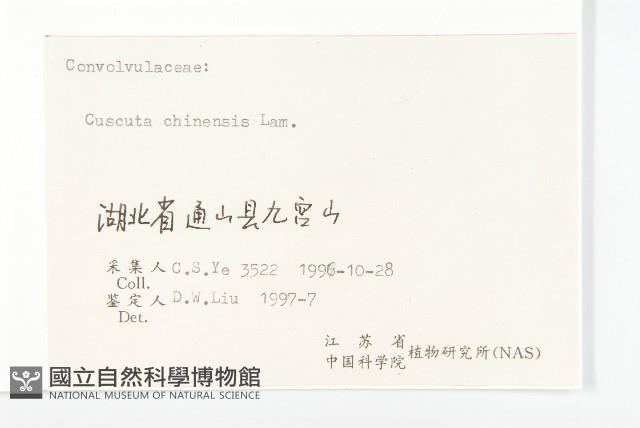 Convolvulaceae:
Cuscuta chinensis Lam.
湖北省通山县九宫山
采集人 C.S.Ye 3522 1996-10-28
Coll.
鉴定人 D.W.Liu 1997-7
Det.
江苏省
中国科学院 植物研究所(NAS)
國立自然科學博物館
NATIONAL MUSEUM OF NATURAL SCIENCE